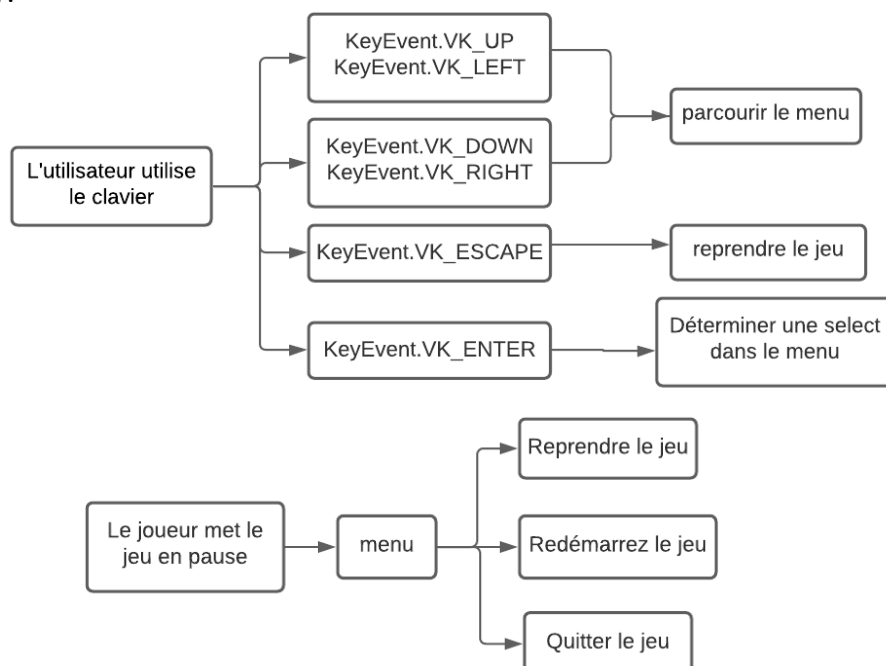 L'utilisateur utilise
le clavier
KeyEvent.VK_UP
KeyEvent.VK_LEFT
KeyEvent.VK_DOWN
KeyEvent.VK_RIGHT
parcourir le menu
KeyEvent.VK_ESCAPE
reprendre le jeu
KeyEvent.VK_ENTER
Déterminer une select
dans le menu
Le joueur met le
jeu en pause
menu
Reprendre le jeu
Redémarrez le jeu
Quitter le jeu